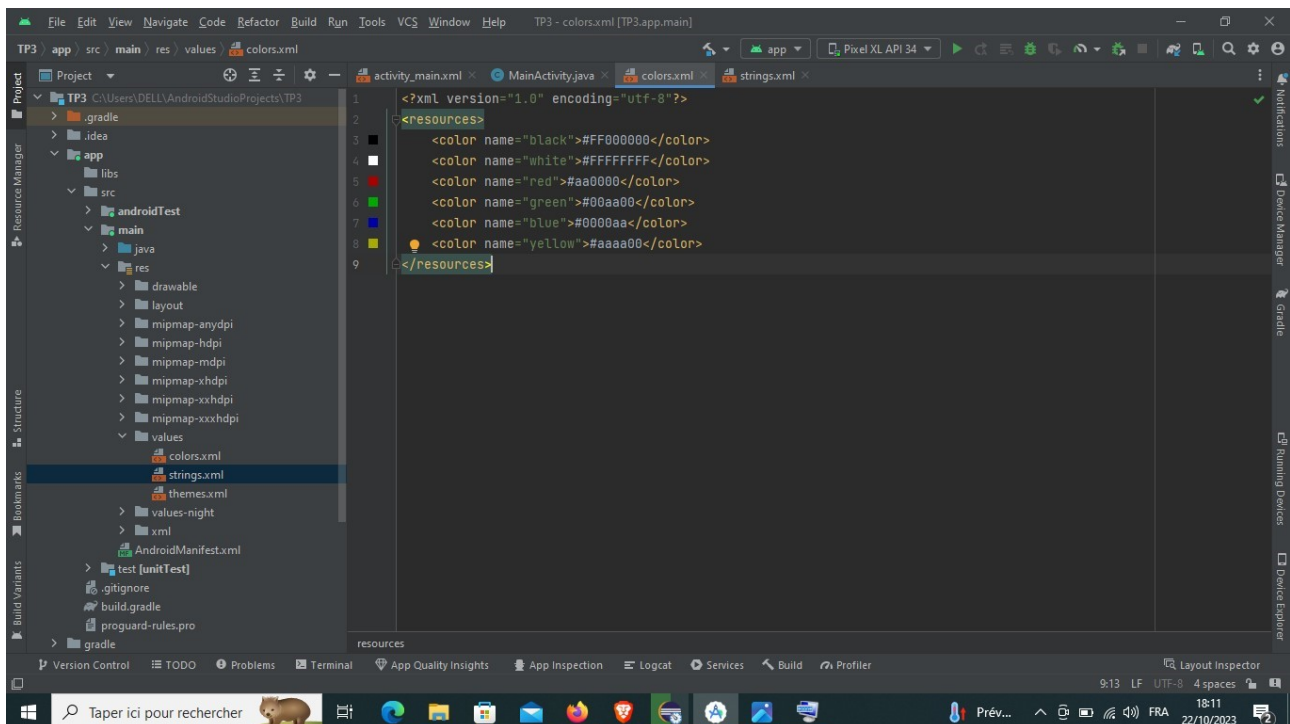 File Edit View Navigate Code Refactor Build Run Tools VCS Window Help TP3 - colors.xml [TP3.app.main]
TP3 app src main res values colors.xml app Pixel XL API 34
Project activity_main.xml MainActivity.java colors.xml strings.xml
TP3 C:\Users\DELL\AndroidStudioProjects\TP3
.gradle
.idea
app
libs
src
androidTest
main
java
res
drawable
layout
mipmap-anydpi
mipmap-hdpi
mipmap-mdpi
mipmap-xhdpi
mipmap-xxhdpi
mipmap-xxxhdpi
values
colors.xml
strings.xml
themes.xml
values-night
xml
AndroidManifest.xml
test [unitTest]
.gitignore
build.gradle
proguard-rules.pro
gradle
1 <?xml version="1.0" encoding="utf-8"?>
2 <resources>
3 <color name="black">#FF000000</color>
4 <color name="white">#FFFFFFFF</color>
5 <color name="red">#aa0000</color>
6 <color name="green">#00aa00</color>
7 <color name="blue">#0000aa</color>
8 <color name="yellow">#aaaa00</color>
9 </resources>
resources
Project
Resource Manager
Structure
Bookmarks
Build Variants
Notifications
Device Manager
Gradle
Running Devices
Device Explorer
Version Control TODO Problems Terminal App Quality Insights App Inspection Logcat Services Build Profiler Layout Inspector
9:13 LF UTF-8 4 spaces
Taper ici pour rechercher Prév... FRA 18:11
22/10/2023